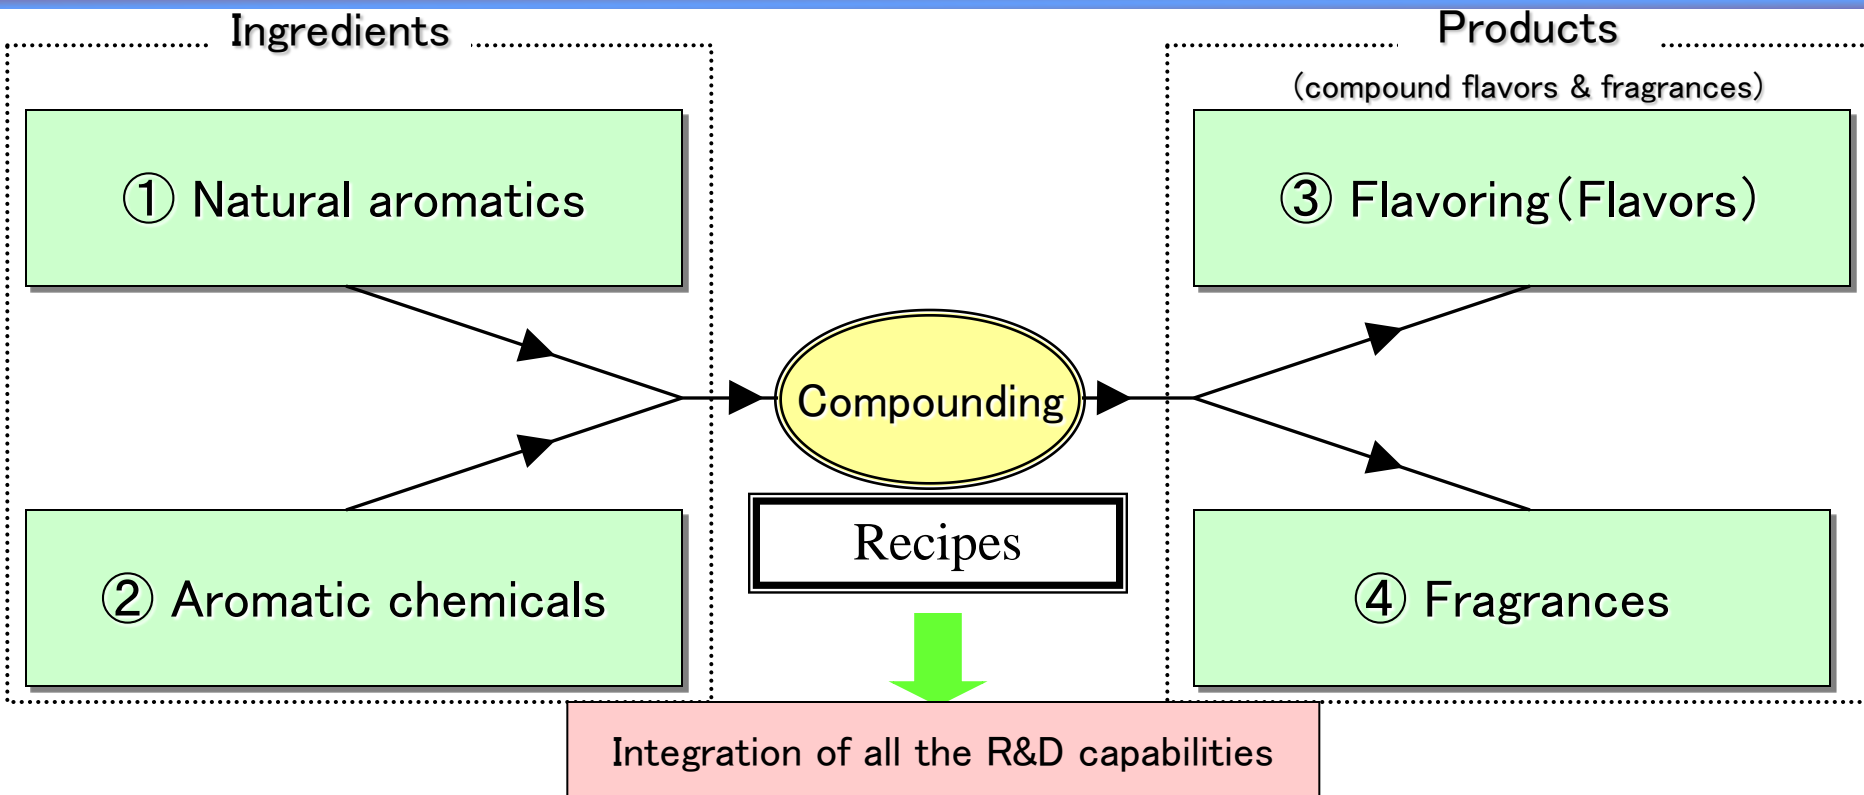 Ingredients
① Natural aromatics
② Aromatic chemicals
Compounding
Recipes
Products
(compound flavors & fragrances)
③ Flavoring(Flavors)
④ Fragrances
Integration of all the R&D capabilities